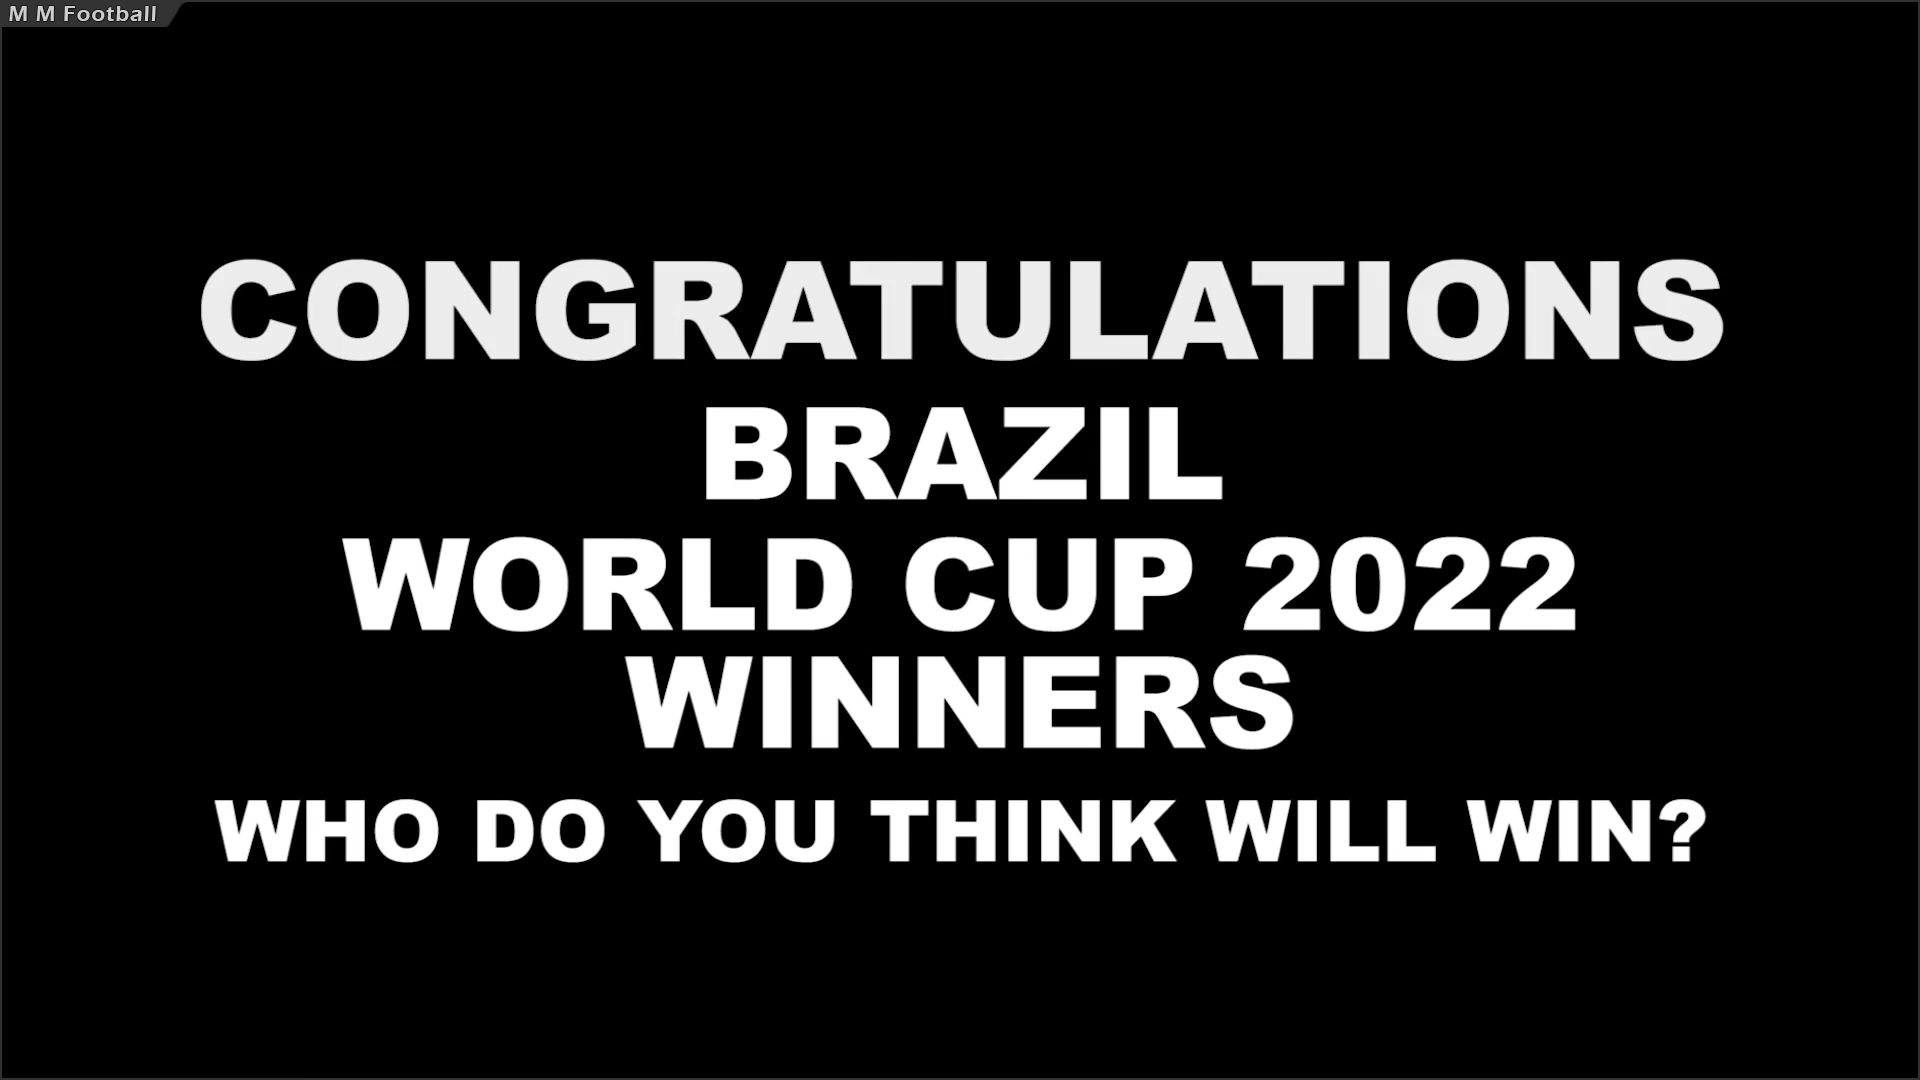 M M Football
CONGRATULATIONS
BRAZIL
WORLD CUP 2022
WINNERS
WHO DO YOU THINK WILL WIN?